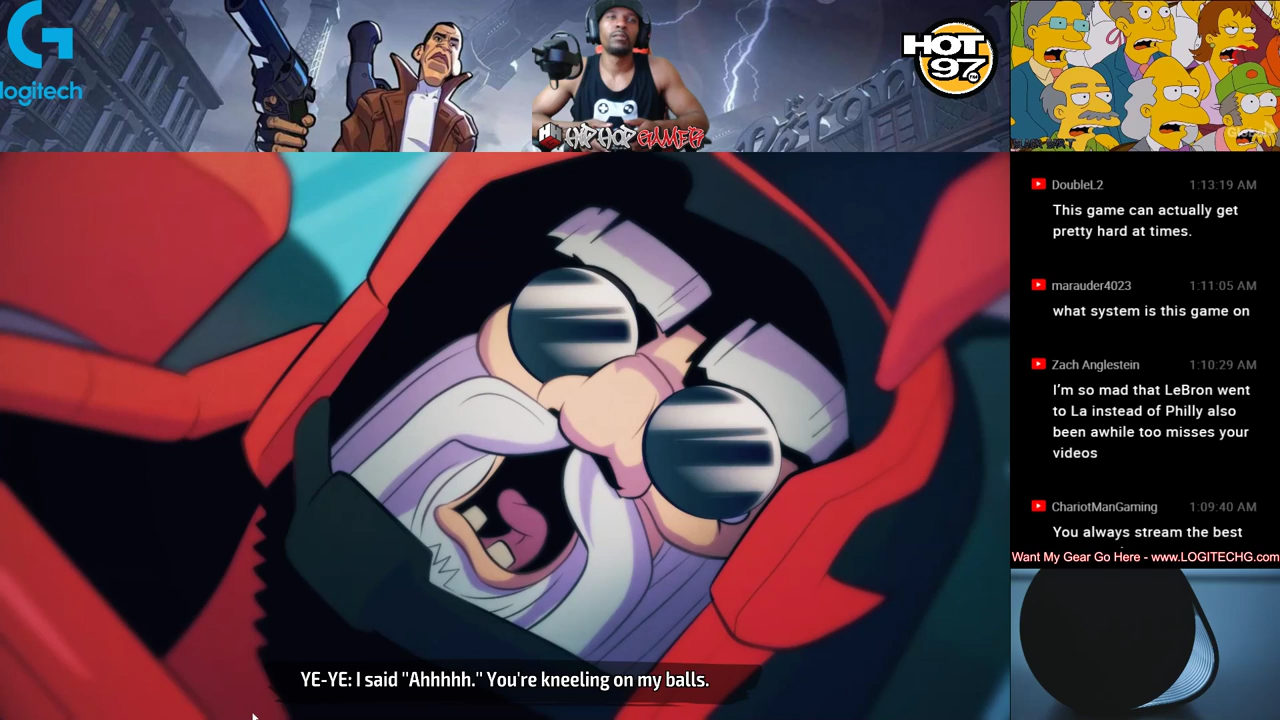 logitech
HOT
97
FM
HIPHOPGAMER
DoubleL2 1:13:19 AM
This game can actually get
pretty hard at times.
marauder4023 1:11:05 AM
what system is this game on
Zach Anglestein 1:10:29 AM
I'm so mad that LeBron went
to La instead of Philly also
been awhile too misses your
videos
ChariotManGaming 1:09:40 AM
You always stream the best
Want My Gear Go Here - www.LOGITECHG.com
YE-YE: I said "Ahhhhh." You're kneeling on my balls.